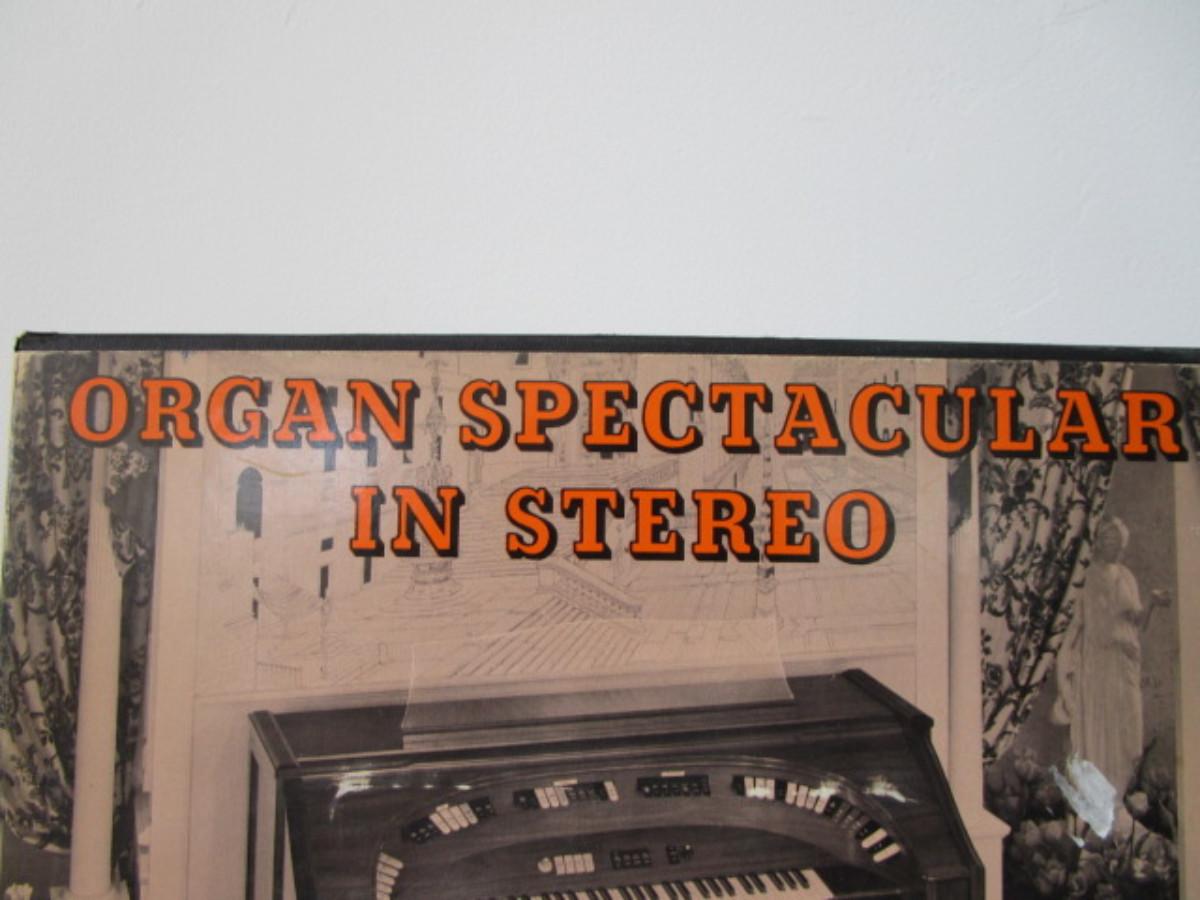 ORGAN SPECTACULAR
IN STEREO